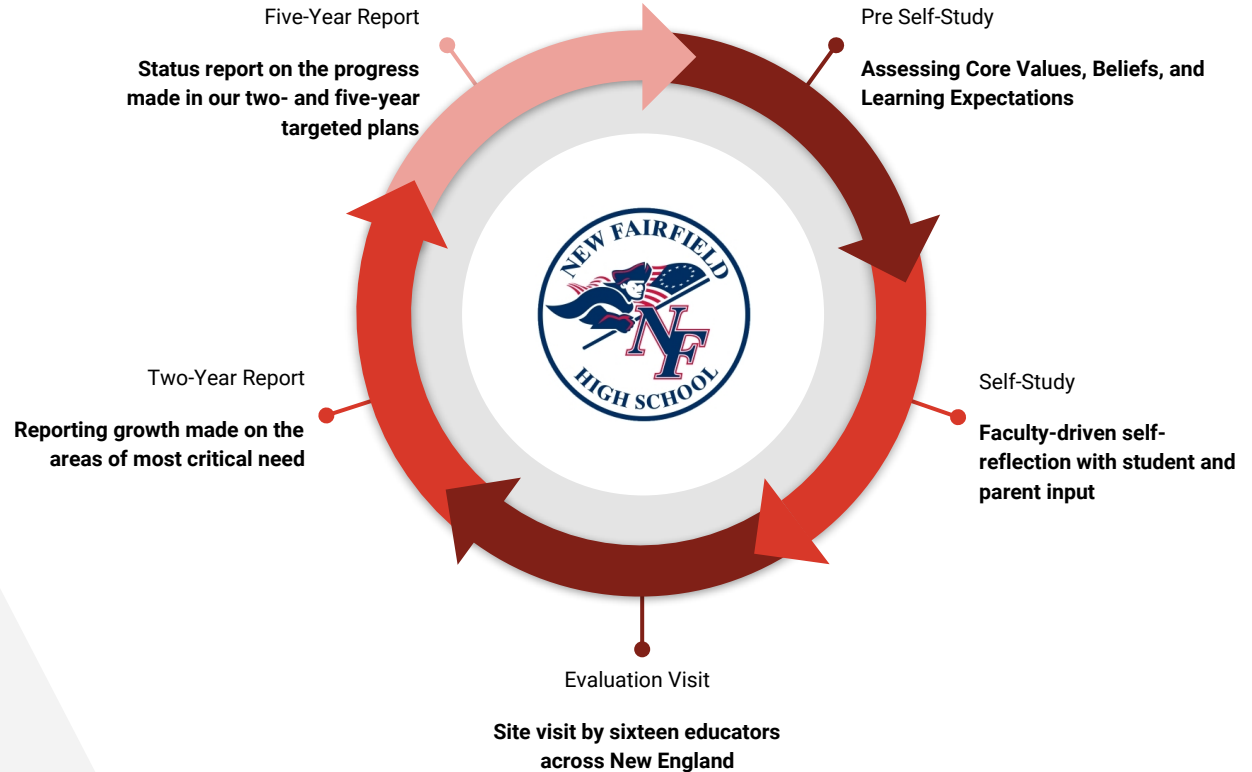 Five-Year Report
Status report on the progress
made in our two- and five-year
targeted plans
Pre Self-Study
Assessing Core Values, Beliefs, and
Learning Expectations
NEW FAIRFIELD
NF
HIGH SCHOOL
Two-Year Report
Reporting growth made on the
areas of most critical need
Self-Study
Faculty-driven self-
reflection with student and
parent input
Evaluation Visit
Site visit by sixteen educators
across New England